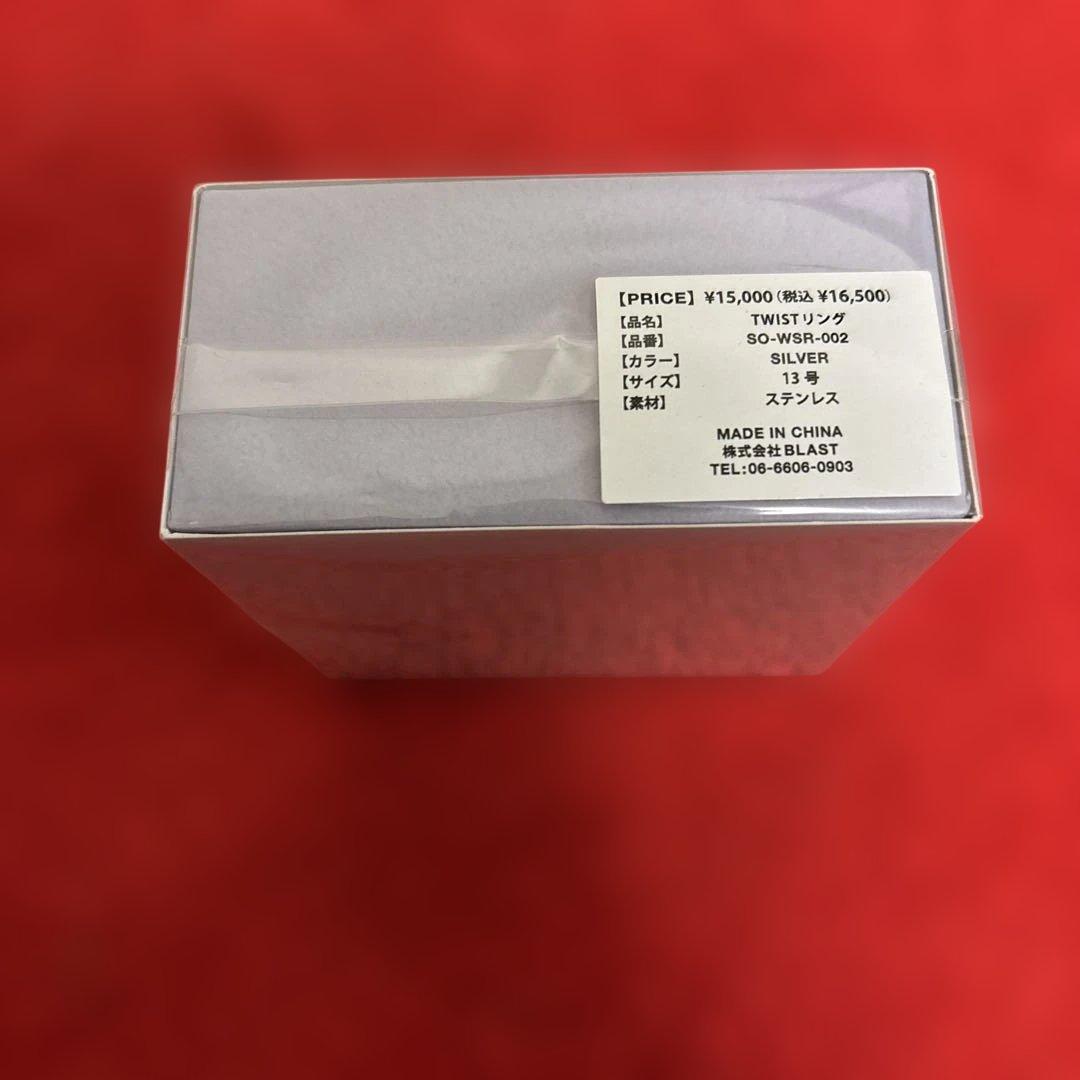 【PRICE】¥15,000(税込 ¥16,500)
【品名】 TWISTリング
【品番】 SO-WSR-002
【カラー】 SILVER
【サイズ】 13号
【素材】 ステンレス
MADE IN CHINA
株式会社BLAST
TEL:06-6606-0903